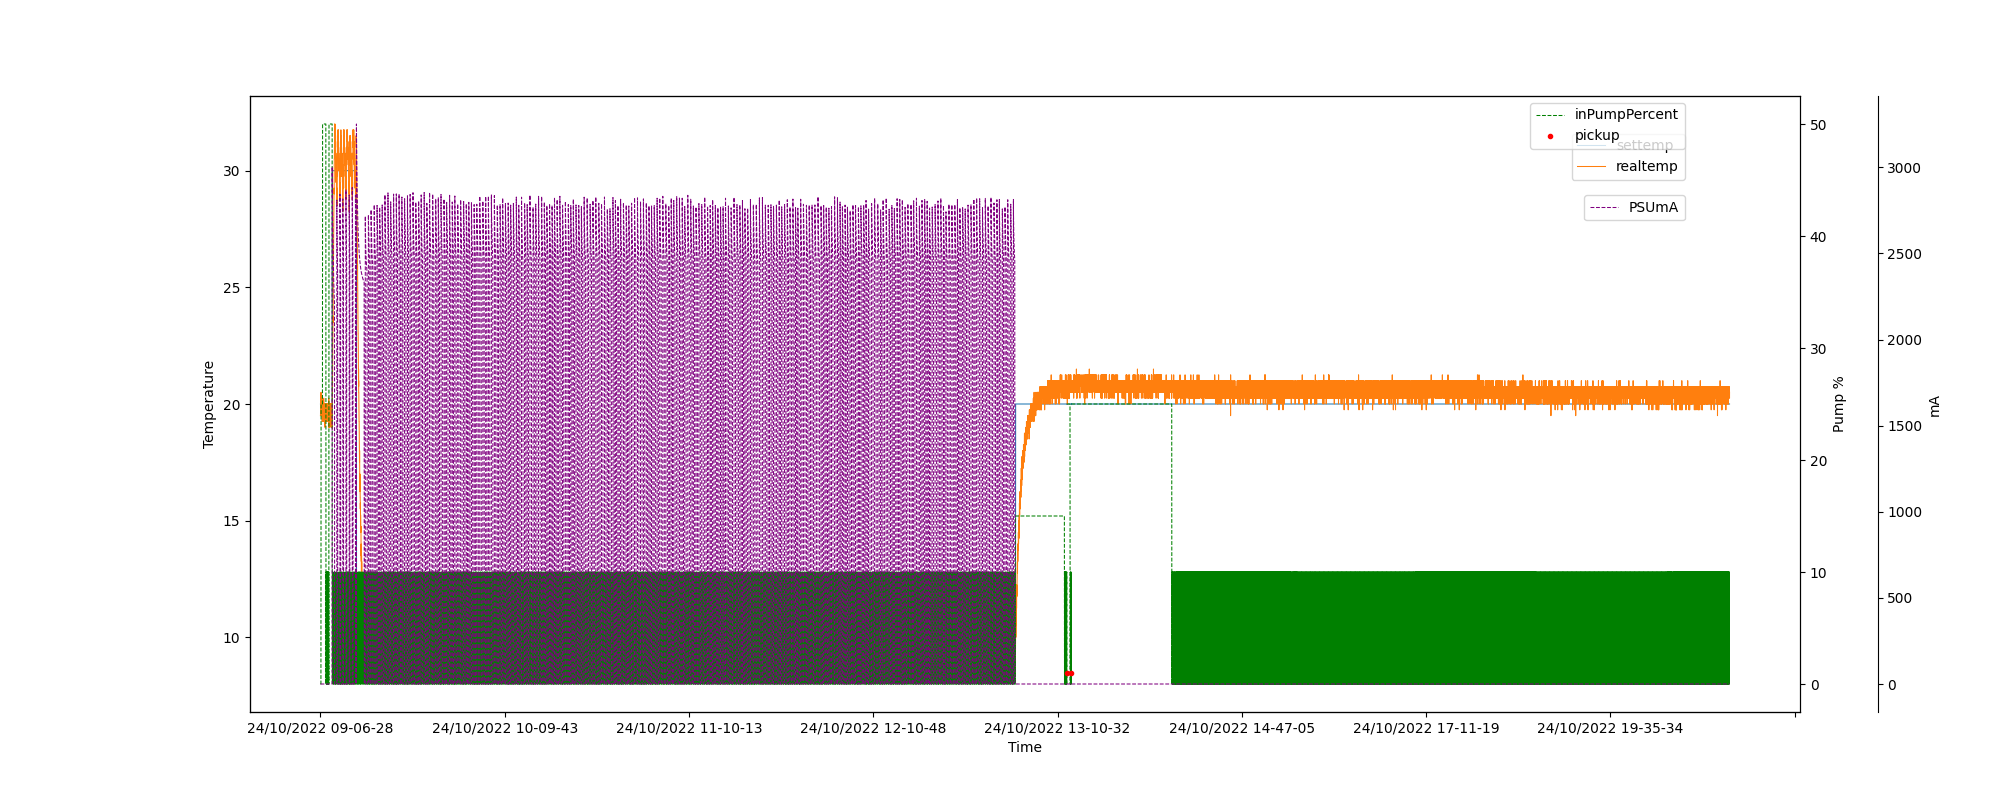 inPumpPercent
pickup
settemp
realtemp
PSUmA
30
25
20
15
10
Temperature
50
40
30
20
10
0
Pump %
3000
2500
2000
1500
1000
500
0
mA
24/10/2022 09-06-28
24/10/2022 10-09-43
24/10/2022 11-10-13
24/10/2022 12-10-48
24/10/2022 13-10-32
24/10/2022 14-47-05
24/10/2022 17-11-19
24/10/2022 19-35-34
Time